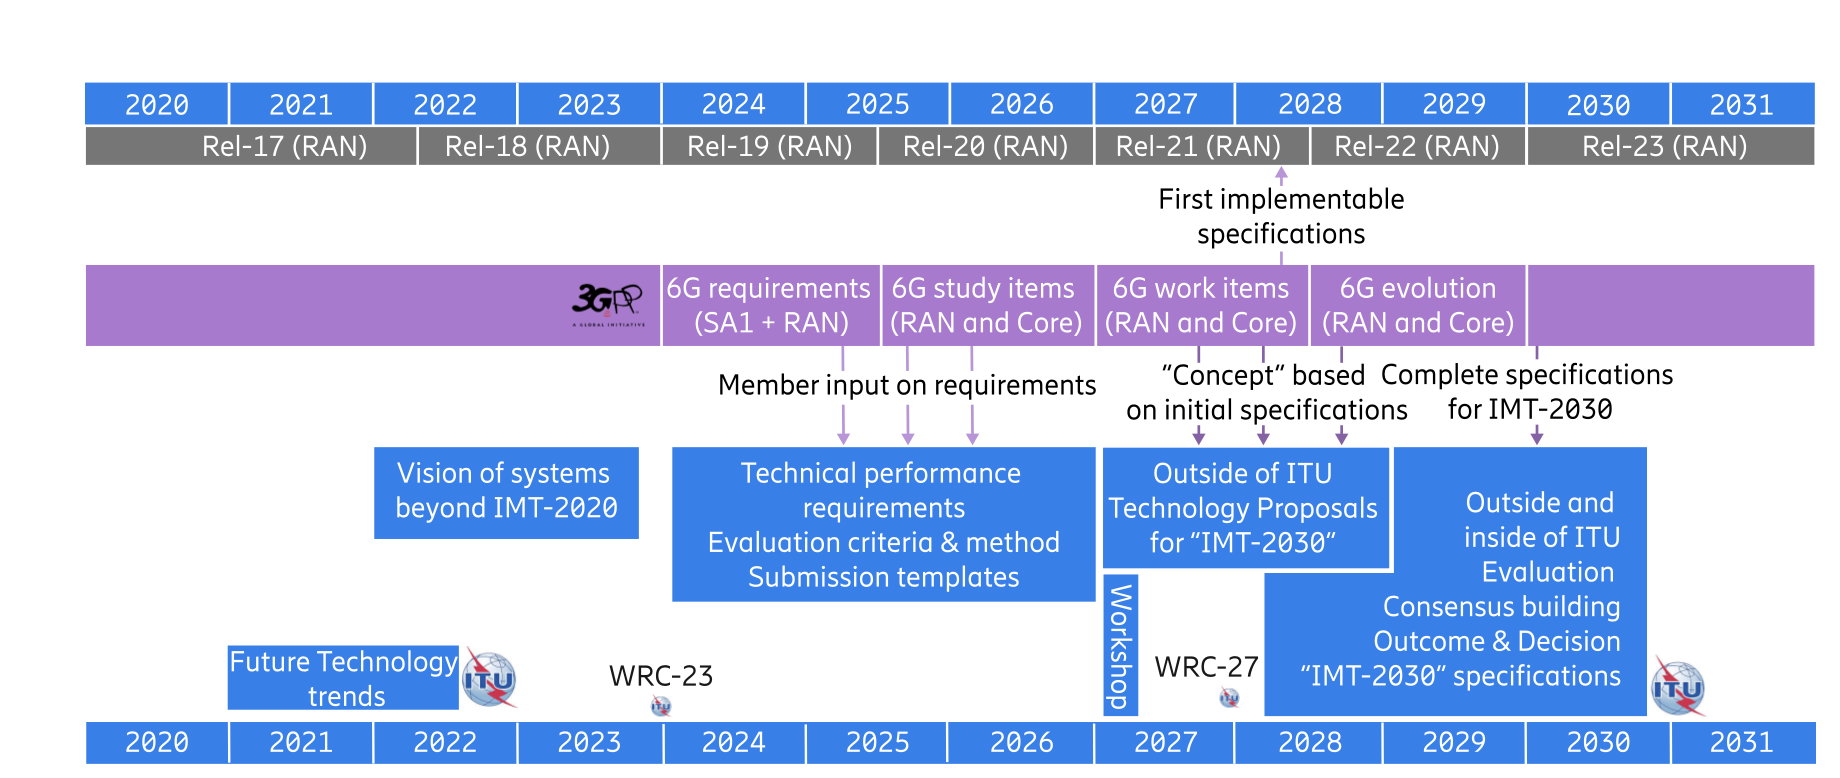 2020 2021 2022 2023 2024 2025 2026 2027 2028 2029 2030 2031
Rel-17 (RAN) Rel-18 (RAN) Rel-19 (RAN) Rel-20 (RAN) Rel-21 (RAN) Rel-22 (RAN) Rel-23 (RAN)
First implementable
specifications
3GPP
A GLOBAL INITIATIVE
6G requirements
(SA1 + RAN)
6G study items
(RAN and Core)
6G work items
(RAN and Core)
6G evolution
(RAN and Core)
Member input on requirements
“Concept“ based
on initial specifications
Complete specifications
for IMT-2030
Vision of systems
beyond IMT-2020
Technical performance
requirements
Evaluation criteria & method
Submission templates
Outside of ITU
Technology Proposals
for “IMT-2030”
Outside and
inside of ITU
Evaluation
Consensus building
Outcome & Decision
“IMT-2030” specifications
Workshop
Future Technology
trends
ITU
WRC-23
ITU
WRC-27
ITU
ITU
2020 2021 2022 2023 2024 2025 2026 2027 2028 2029 2030 2031